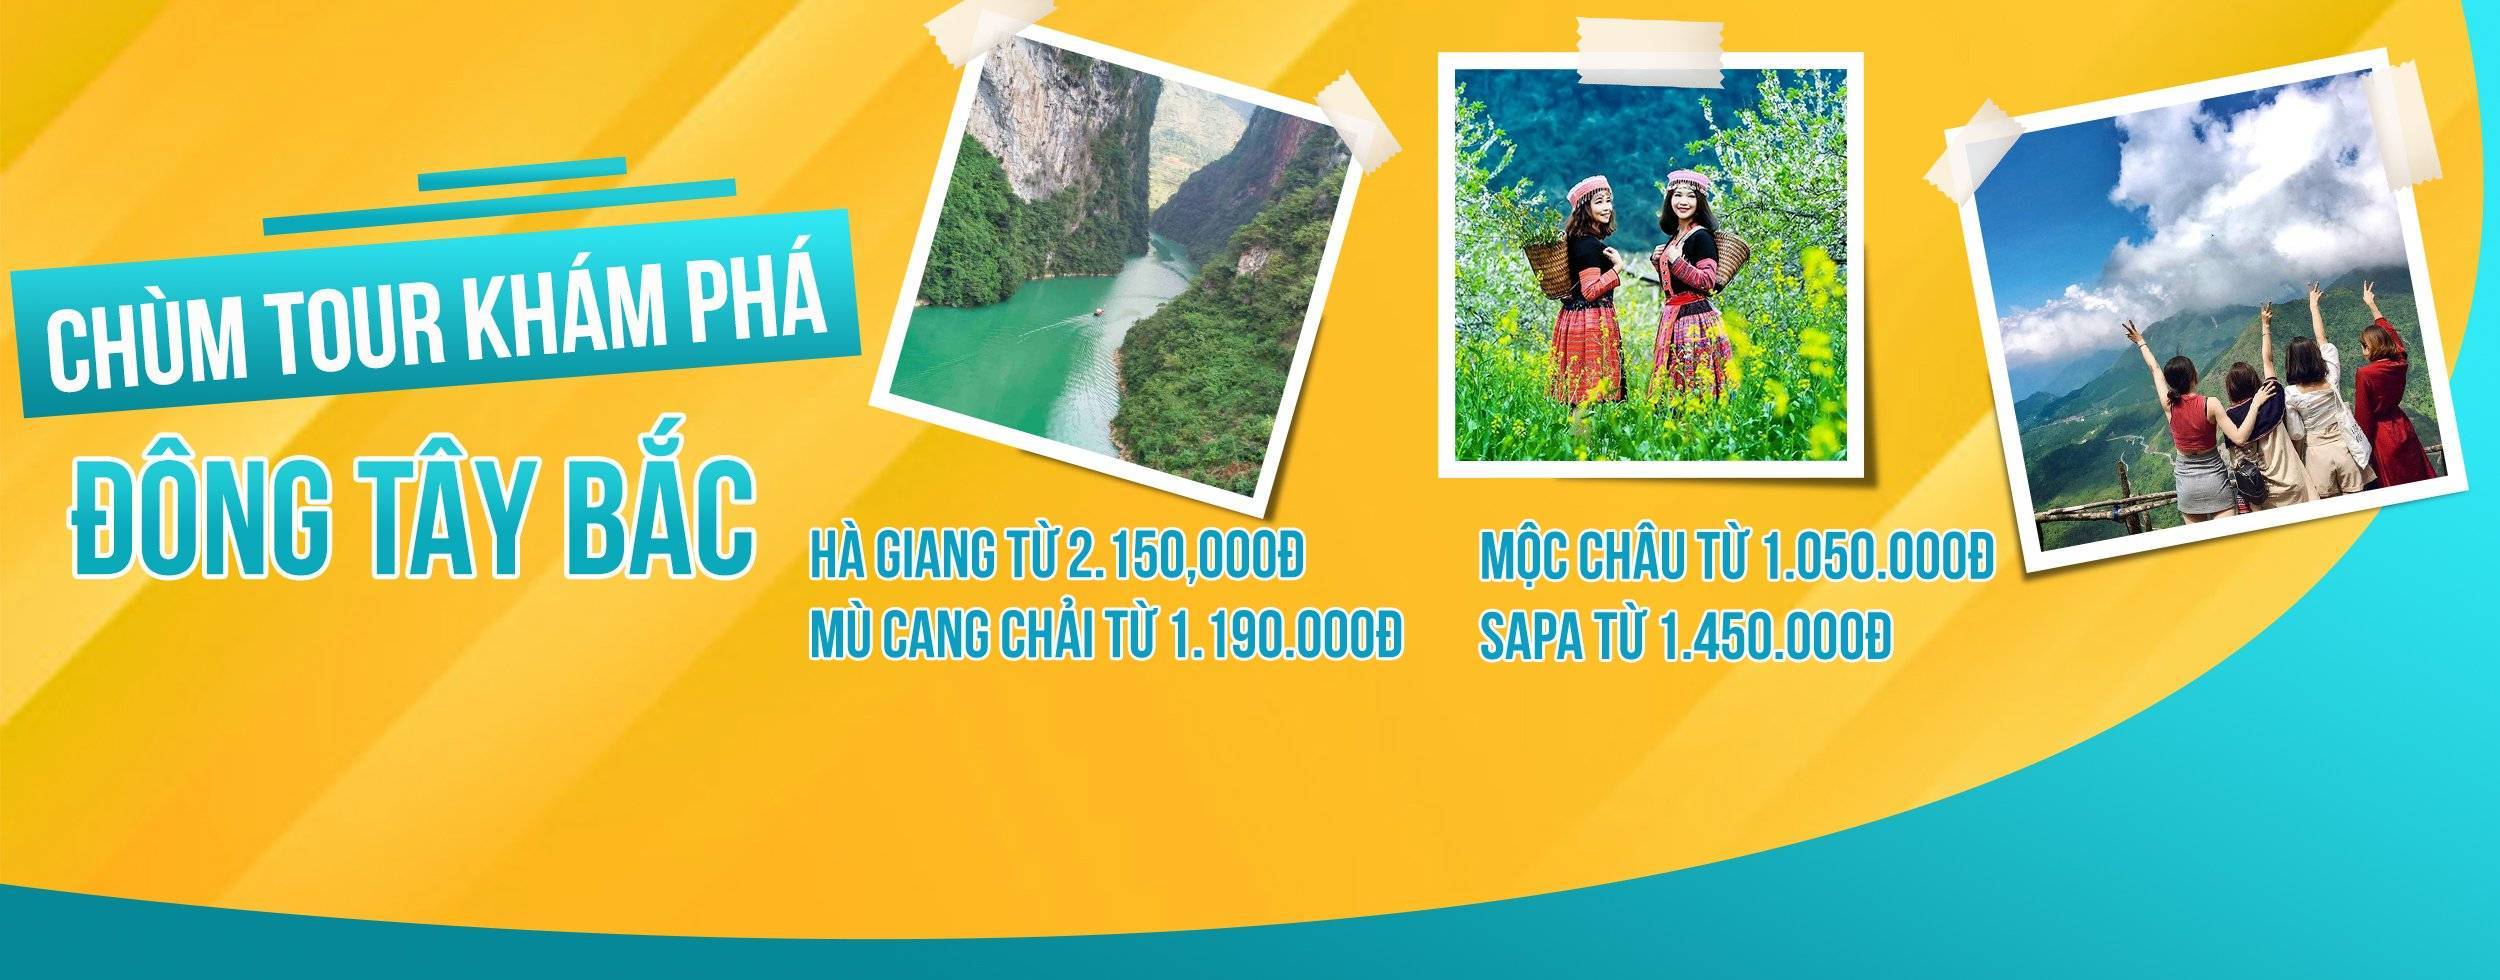 CHÙM TOUR KHÁM PHÁ
ĐÔNG TÂY BẮC
HÀ GIANG TỪ 2.150,000Đ
MÙ CANG CHẢI TỪ 1.190.000Đ
MỘC CHÂU TỪ 1.050.000Đ
SAPA TỪ 1.450.000Đ